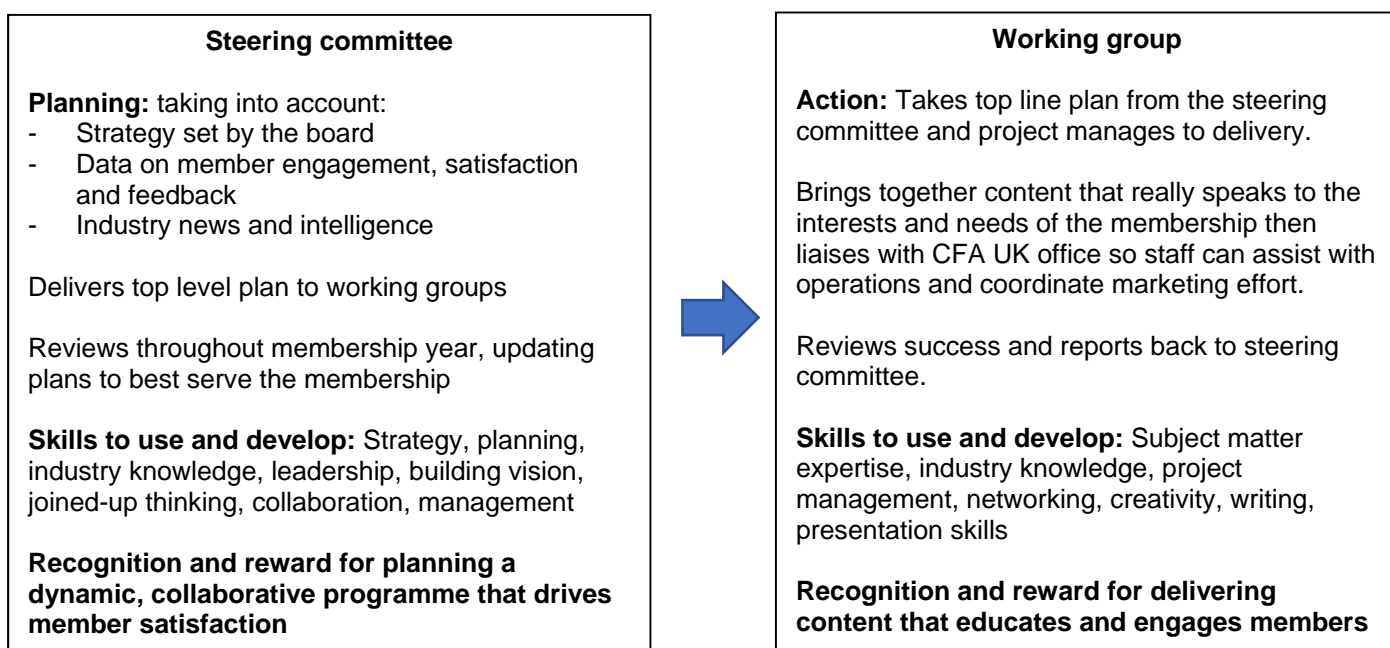 Steering committee
Planning: taking into account:
- Strategy set by the board
- Data on member engagement, satisfaction
and feedback
- Industry news and intelligence
Delivers top level plan to working groups
Reviews throughout membership year, updating
plans to best serve the membership
Skills to use and develop: Strategy, planning,
industry knowledge, leadership, building vision,
joined-up thinking, collaboration, management
Recognition and reward for planning a
dynamic, collaborative programme that drives
member satisfaction
Working group
Action: Takes top line plan from the steering
committee and project manages to delivery.
Brings together content that really speaks to the
interests and needs of the membership then
liaises with CFA UK office so staff can assist with
operations and coordinate marketing effort.
Reviews success and reports back to steering
committee.
Skills to use and develop: Subject matter
expertise, industry knowledge, project
management, networking, creativity, writing,
presentation skills
Recognition and reward for delivering
content that educates and engages members